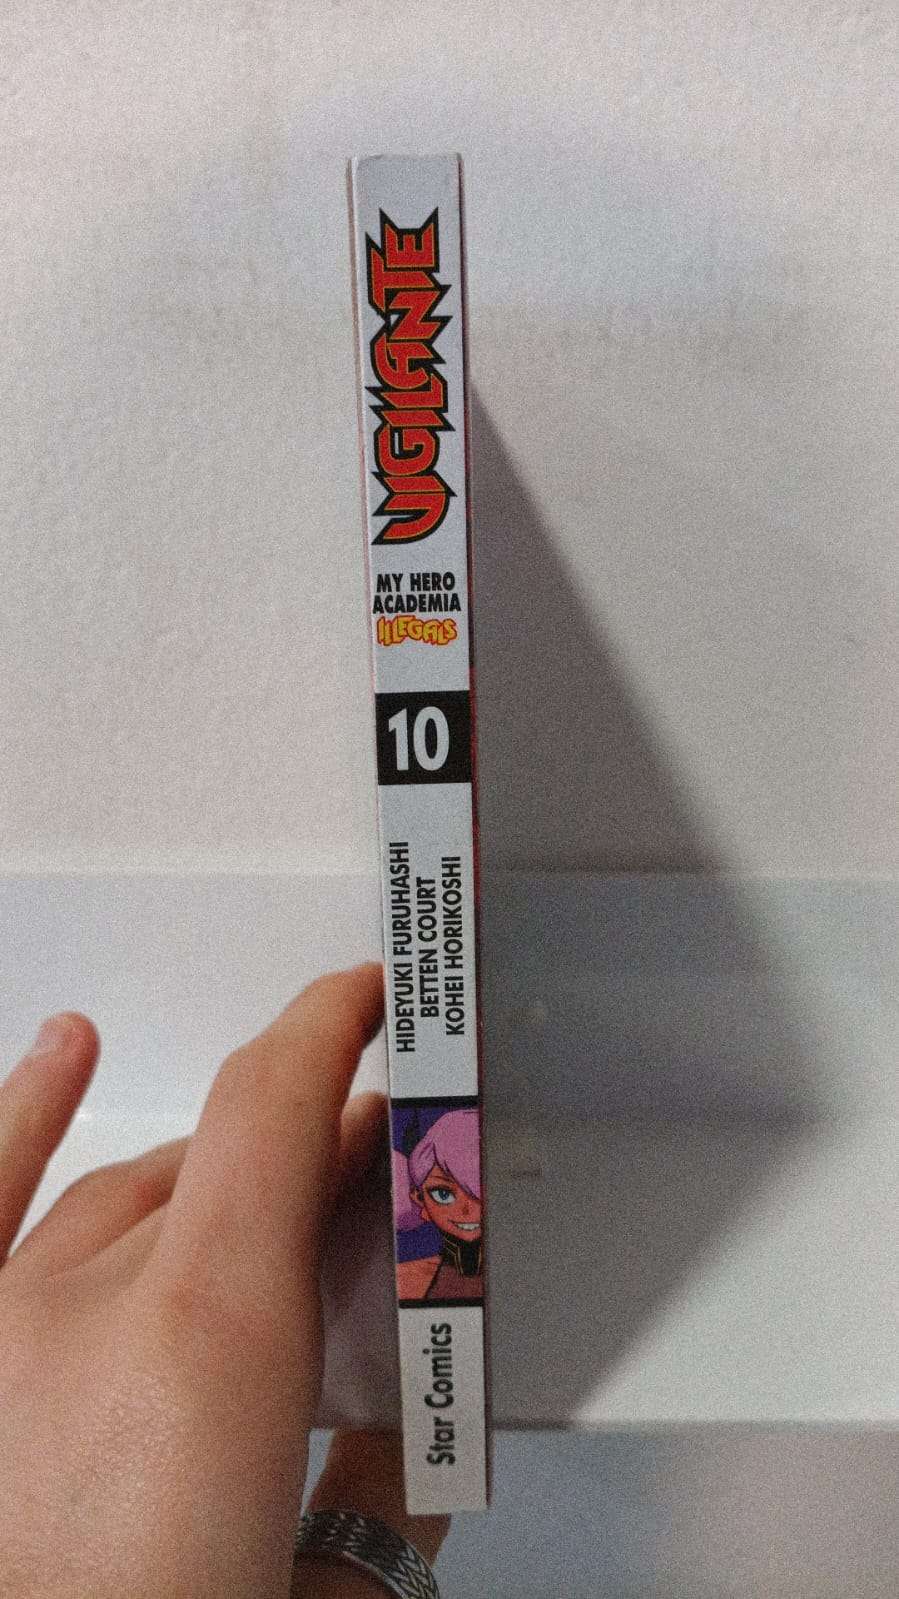 VIGILANTE
MY HERO
ACADEMIA
ILLEGALS
10
HIDEYUKI FURUHASHI
BETTEN COURT
KOHEI HORIKOSHI
Star Comics